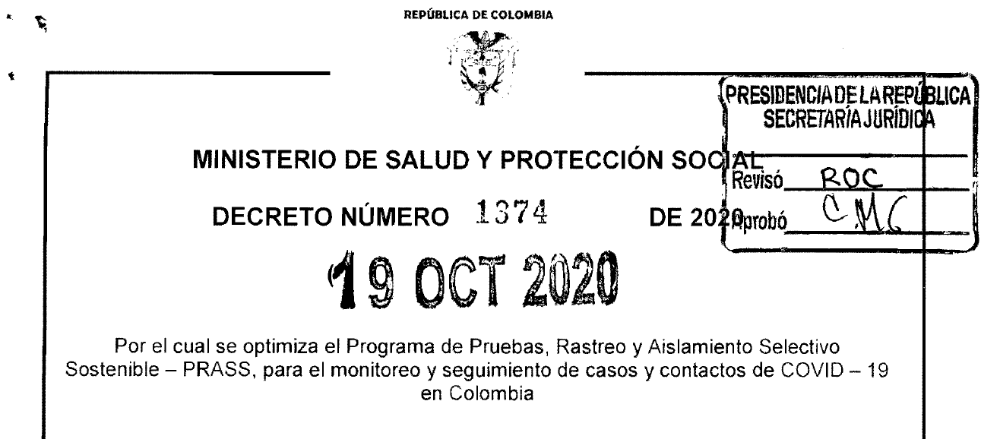 REPÚBLICA DE COLOMBIA
PRESIDENCIA DE LA REPÚBLICA
SECRETARÍA JURÍDICA
MINISTERIO DE SALUD Y PROTECCIÓN SOCIAL
Revisó ROC
DECRETO NÚMERO 1374 DE 2020
Aprobó C.MG
19 OCT 2020
Por el cual se optimiza el Programa de Pruebas, Rastreo y Aislamiento Selectivo
Sostenible – PRASS, para el monitoreo y seguimiento de casos y contactos de COVID – 19
en Colombia